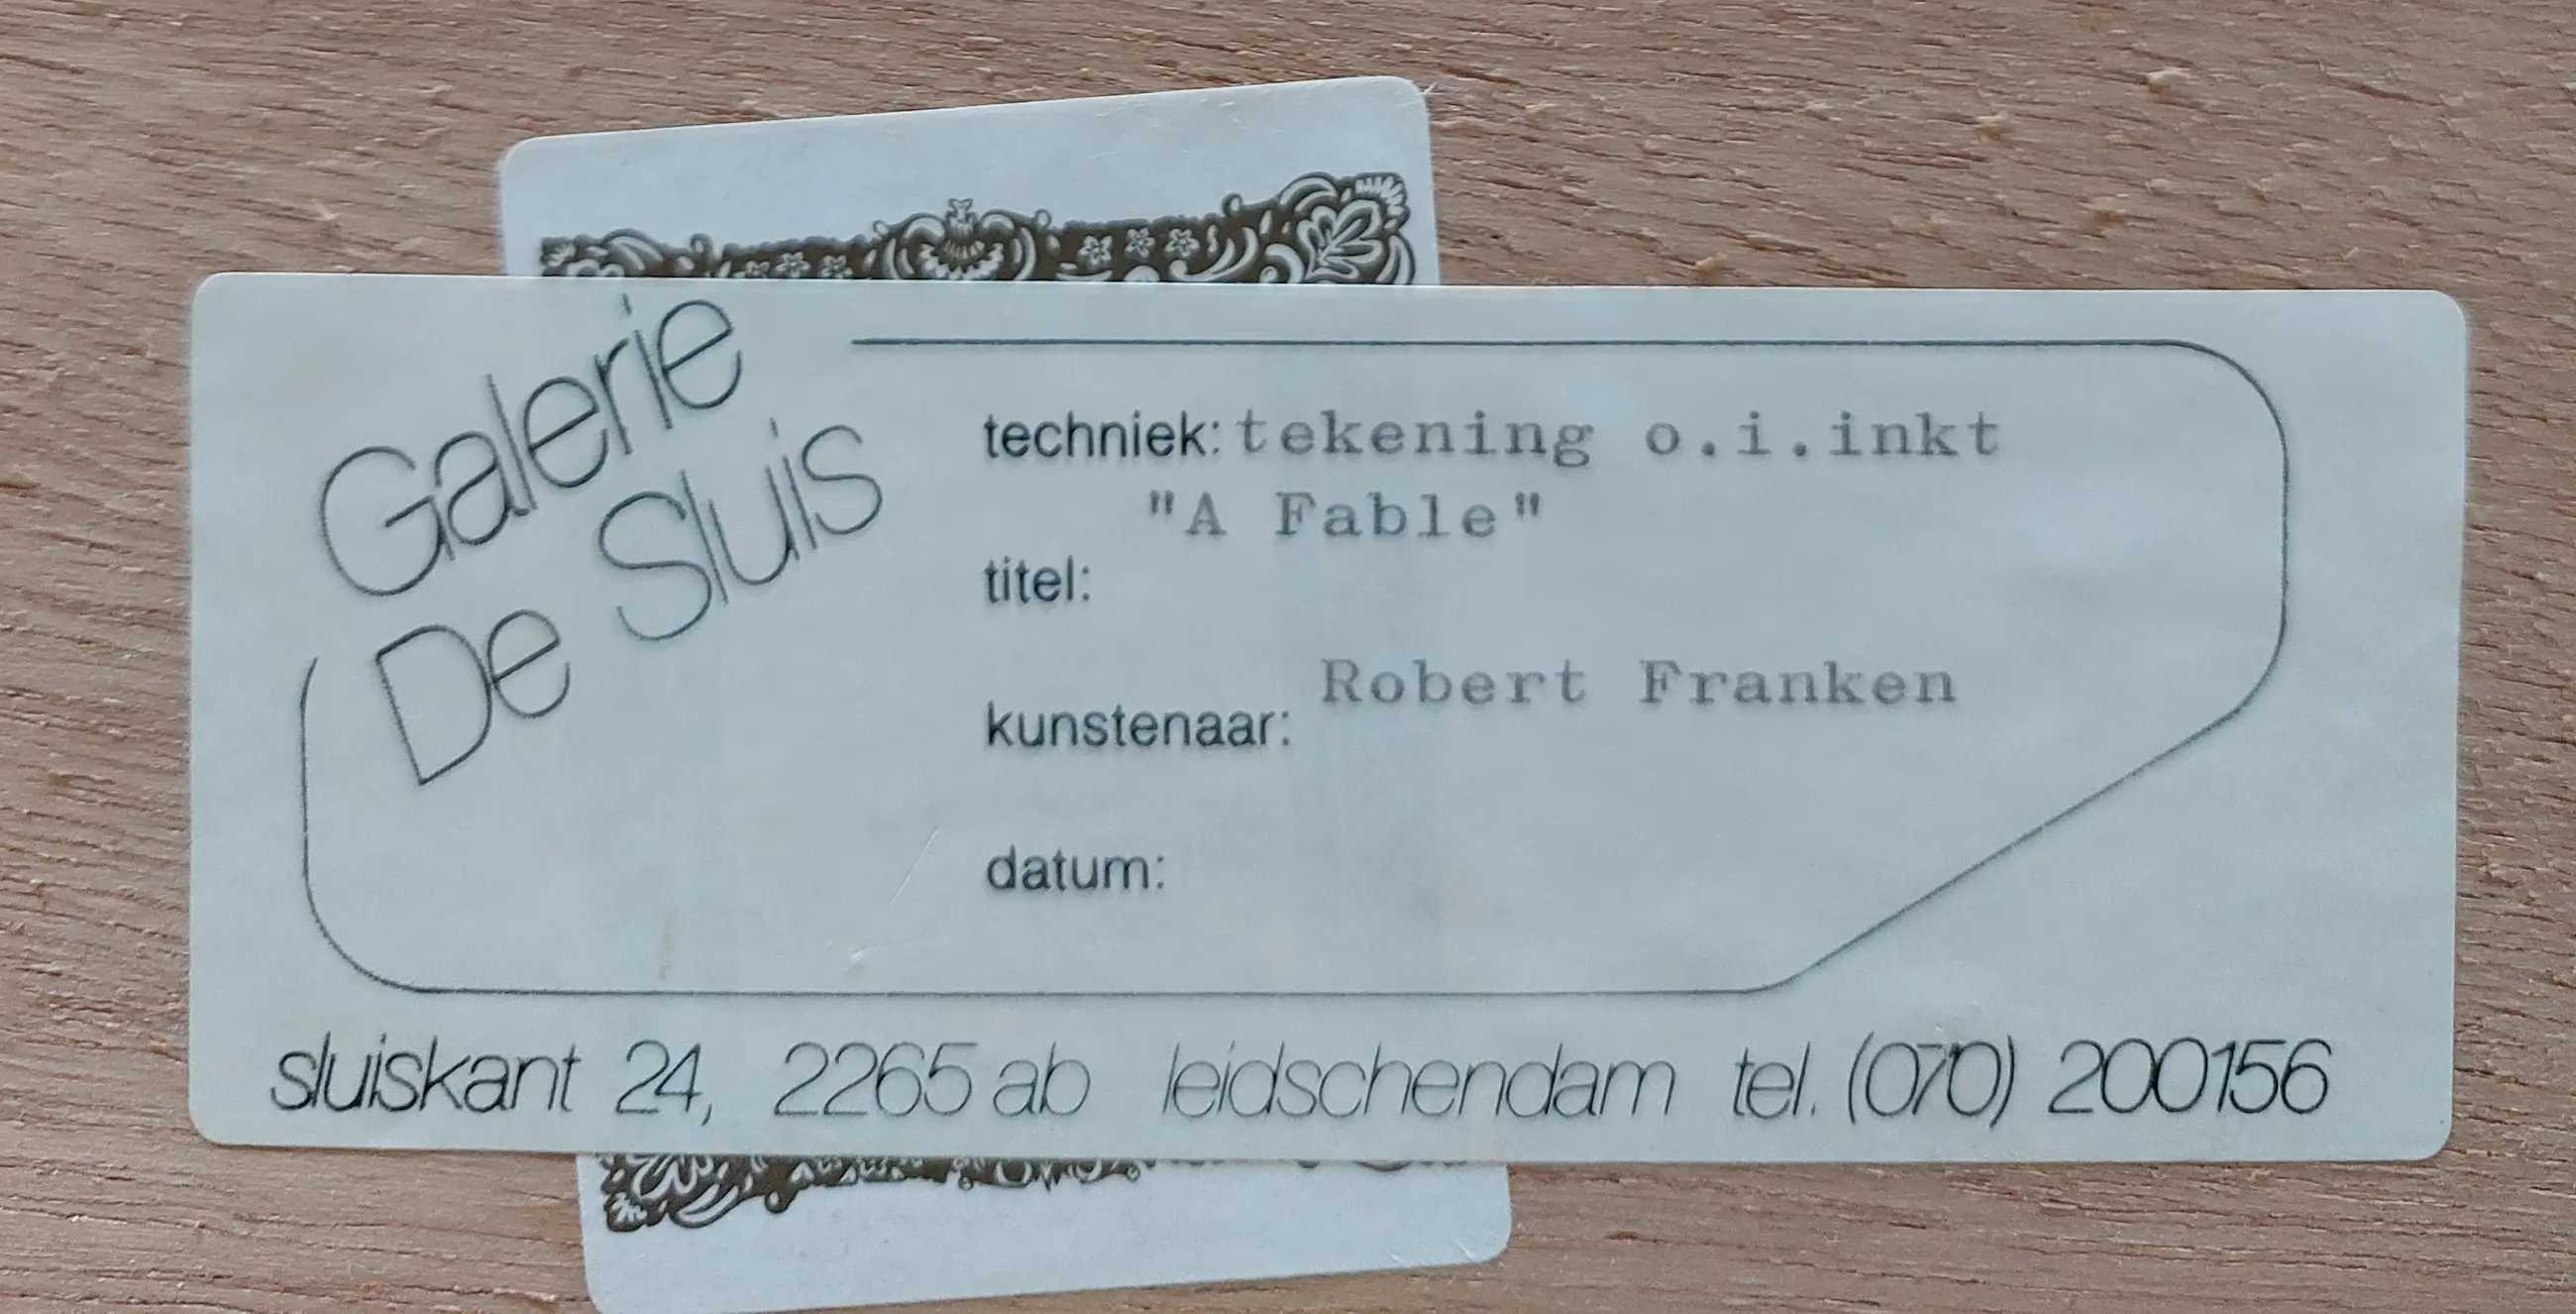 Galerie
De Sluis
techniek: tekening o.i.inkt
"A Fable"
titel:
Robert Franken
kunstenaar:
datum:
sluiskant 24, 2265 ab leidschendam tel. (070) 200156